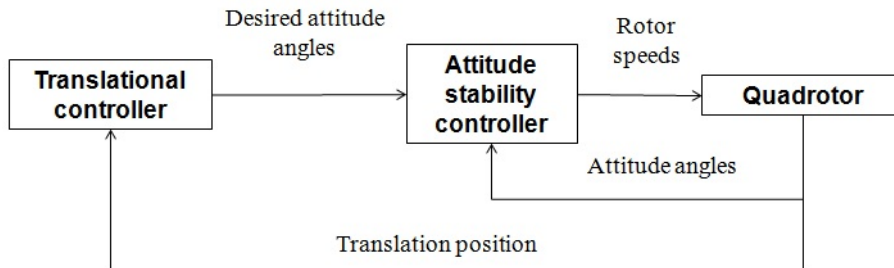 Desired attitude
angles
Rotor
speeds
Translational
controller
Attitude
stability
controller
Quadrotor
Attitude angles
Translation position